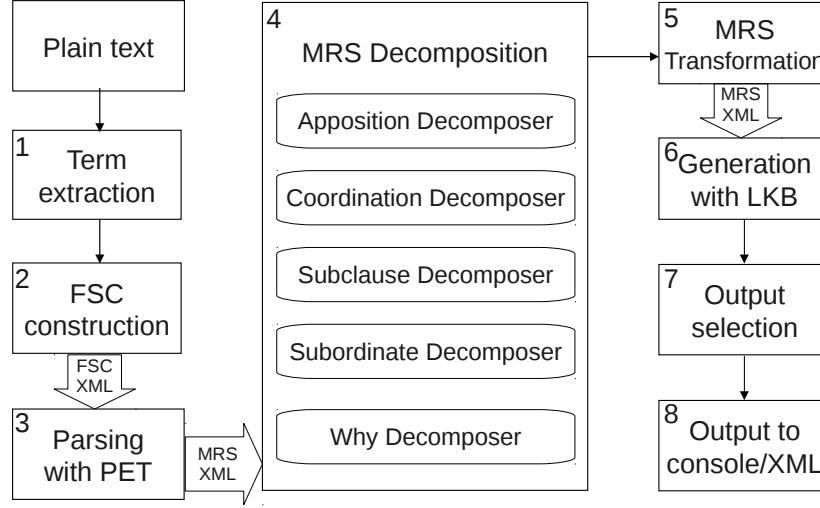 Plain text
1
Term
extraction
2
FSC
construction
FSC
XML
3
Parsing
with PET
MRS
XML
4
MRS Decomposition
Apposition Decomposer
Coordination Decomposer
Subclause Decomposer
Subordinate Decomposer
Why Decomposer
5
MRS
Transformation
MRS
XML
6
Generation
with LKB
7
Output
selection
8
Output to
console/XML